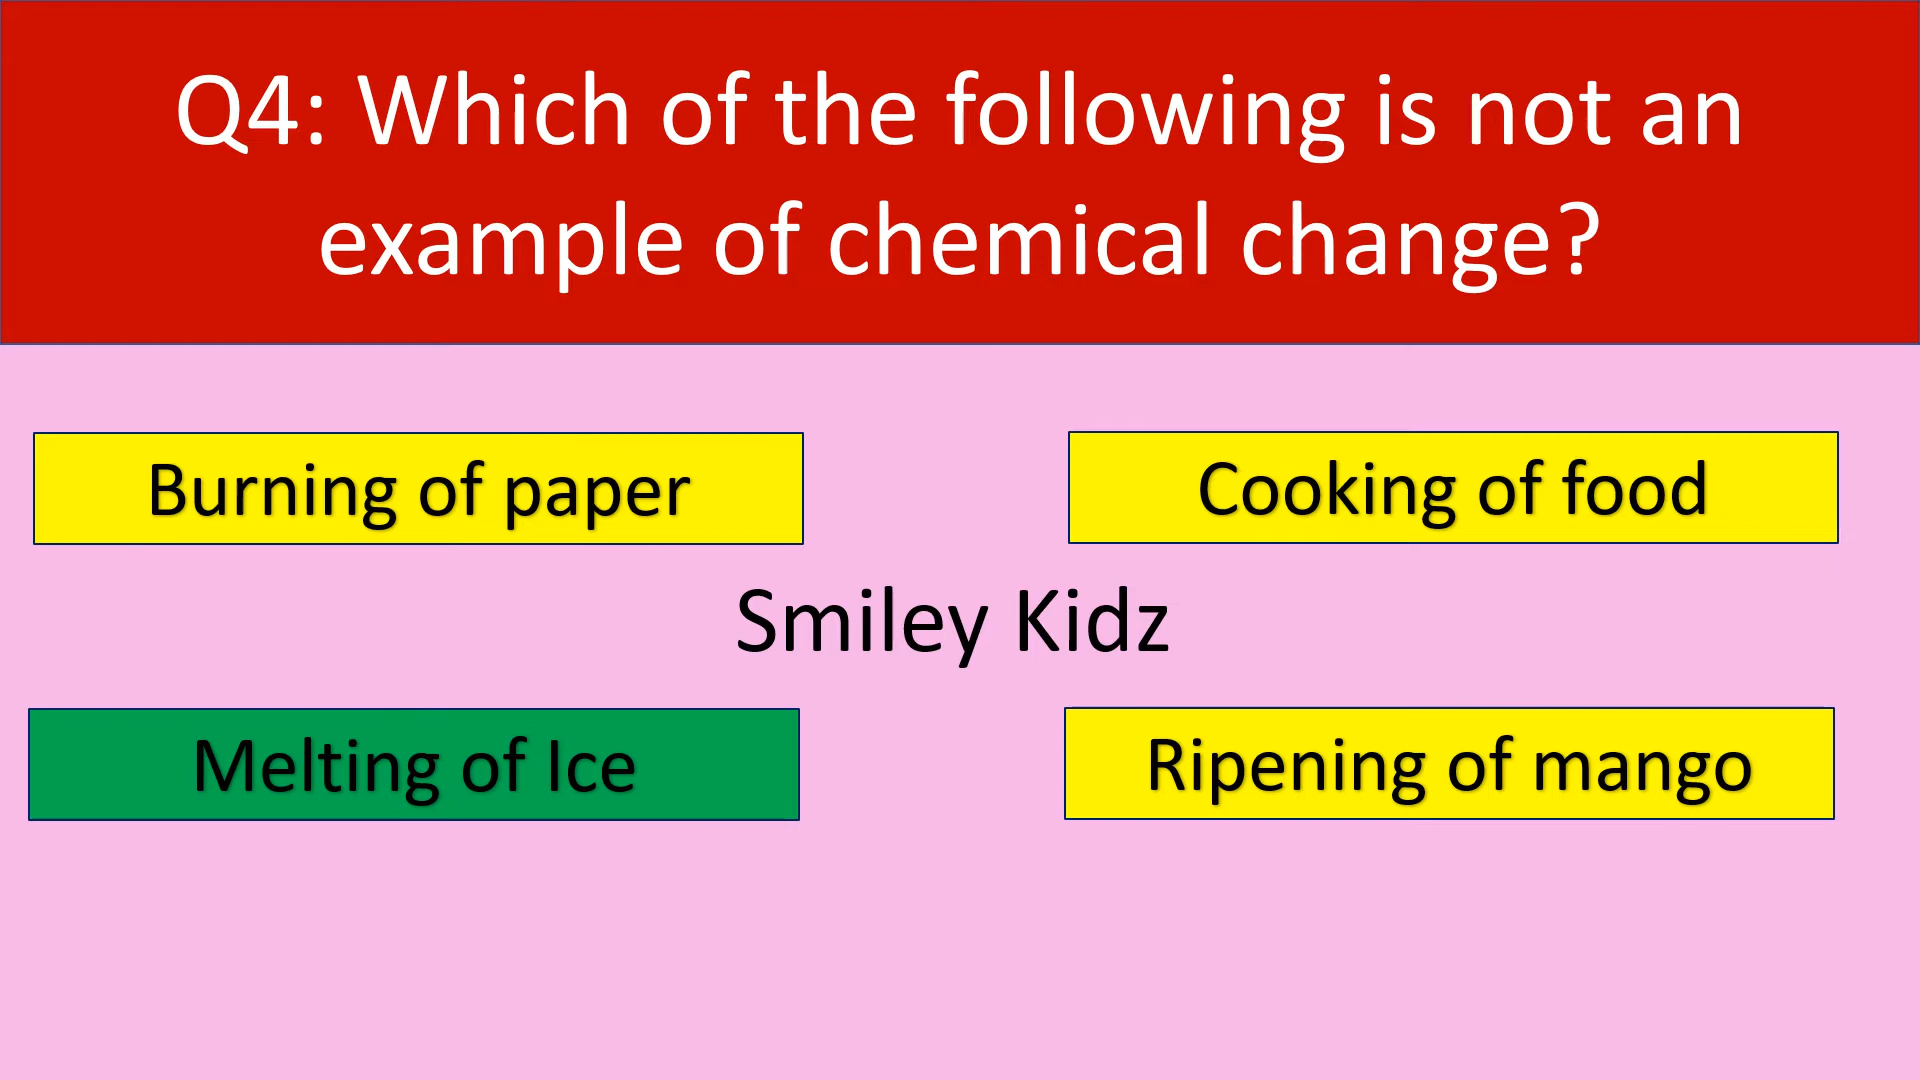 Q4: Which of the following is not an
example of chemical change?
Burning of paper
Cooking of food
Smiley Kidz
Melting of Ice
Ripening of mango